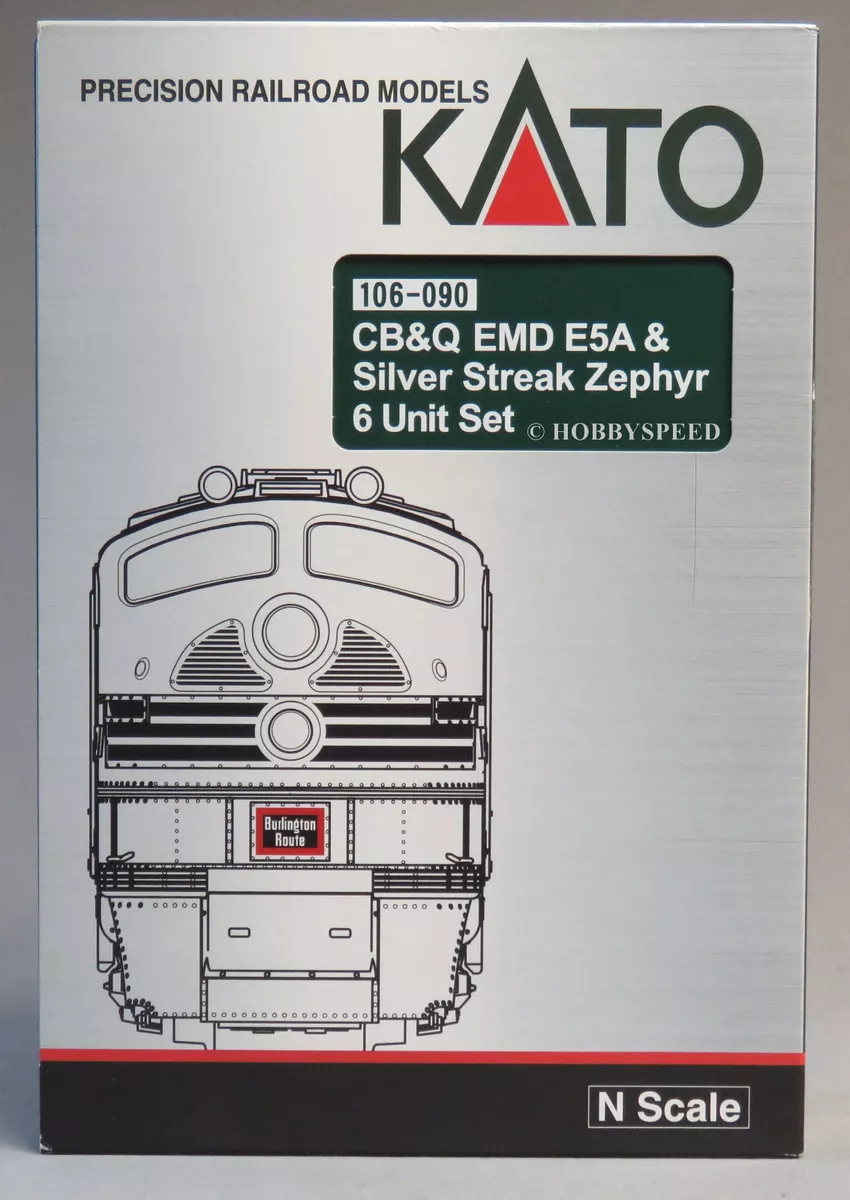 PRECISION RAILROAD MODELS
KATO
106-090
CB&Q EMD E5A &
Silver Streak Zephyr
6 Unit Set
© HOBBYSPEED
Burlington
Route
N Scale